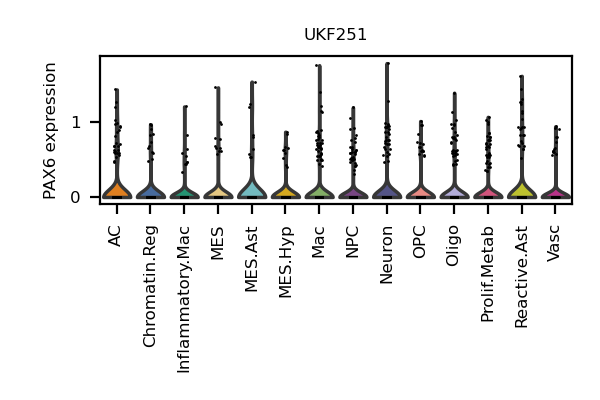 UKF251
PAX6 expression
1
0
AC
Chromatin.Reg
Inflammatory.Mac
MES
MES.Ast
MES.Hyp
Mac
NPC
Neuron
OPC
Oligo
Prolif.Metab
Reactive.Ast
Vasc